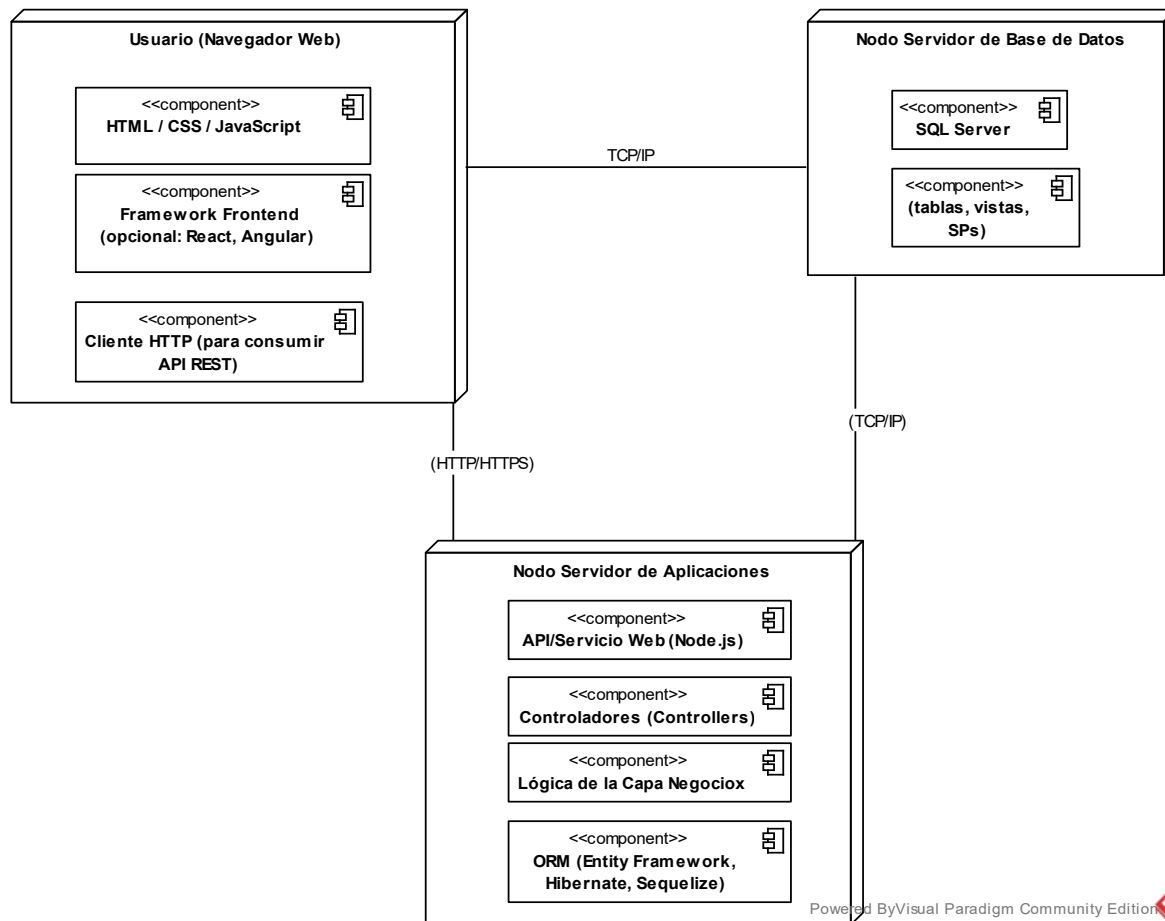 Usuario (Navegador Web)
<<component>>
HTML / CSS / JavaScript
<<component>>
Framework Frontend
(opcional: React, Angular)
<<component>>
Cliente HTTP (para consumir
API REST)
TCP/IP
Nodo Servidor de Base de Datos
<<component>>
SQL Server
<<component>>
(tablas, vistas,
SPs)
(HTTP/HTTPS)
(TCP/IP)
Nodo Servidor de Aplicaciones
<<component>>
API/Servicio Web (Node.js)
<<component>>
Controladores (Controllers)
<<component>>
Lógica de la Capa Negociox
<<component>>
ORM (Entity Framework,
Hibernate, Sequelize)
Powered By Visual Paradigm Community Edition